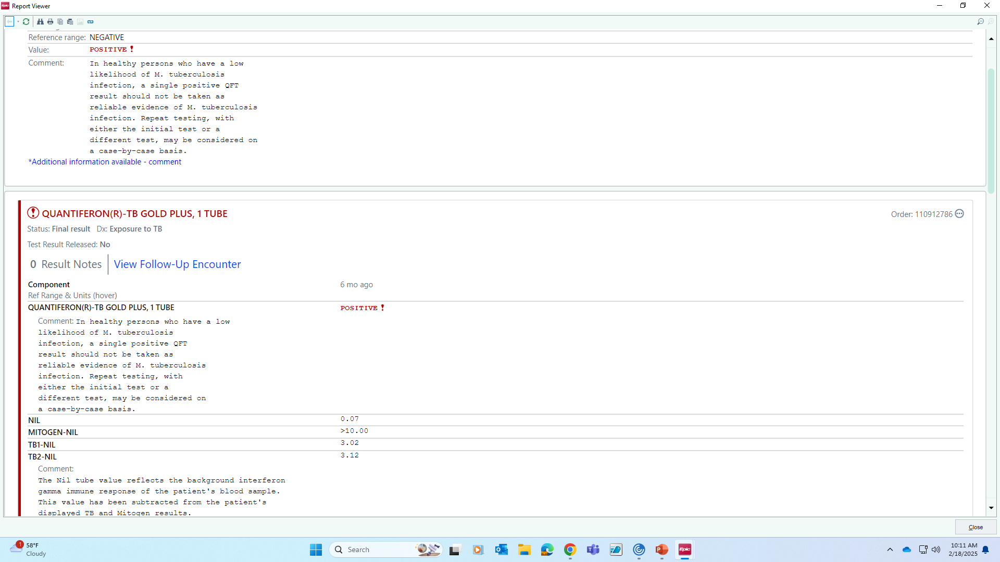 Epic Report Viewer
Reference range: NEGATIVE
Value: POSITIVE !
Comment: In healthy persons who have a low
likelihood of M. tuberculosis
infection, a single positive QFT
result should not be taken as
reliable evidence of M. tuberculosis
infection. Repeat testing, with
either the initial test or a
different test, may be considered on
a case-by-case basis.
*Additional information available - comment
! QUANTIFERON(R)-TB GOLD PLUS, 1 TUBE
Order: 110912786
Status: Final result Dx: Exposure to TB
Test Result Released: No
0 Result Notes View Follow-Up Encounter
Component 6 mo ago
Ref Range & Units (hover)
QUANTIFERON(R)-TB GOLD PLUS, 1 TUBE POSITIVE !
Comment: In healthy persons who have a low
likelihood of M. tuberculosis
infection, a single positive QFT
result should not be taken as
reliable evidence of M. tuberculosis
infection. Repeat testing, with
either the initial test or a
different test, may be considered on
a case-by-case basis.
NIL 0.07
MITOGEN-NIL >10.00
TB1-NIL 3.02
TB2-NIL 3.12
Comment:
The Nil tube value reflects the background interferon
gamma immune response of the patient's blood sample.
This value has been subtracted from the patient's
displayed TB and Mitogen results.
Close
1 58°F
Cloudy
Search
Epic
10:11 AM
2/18/2025